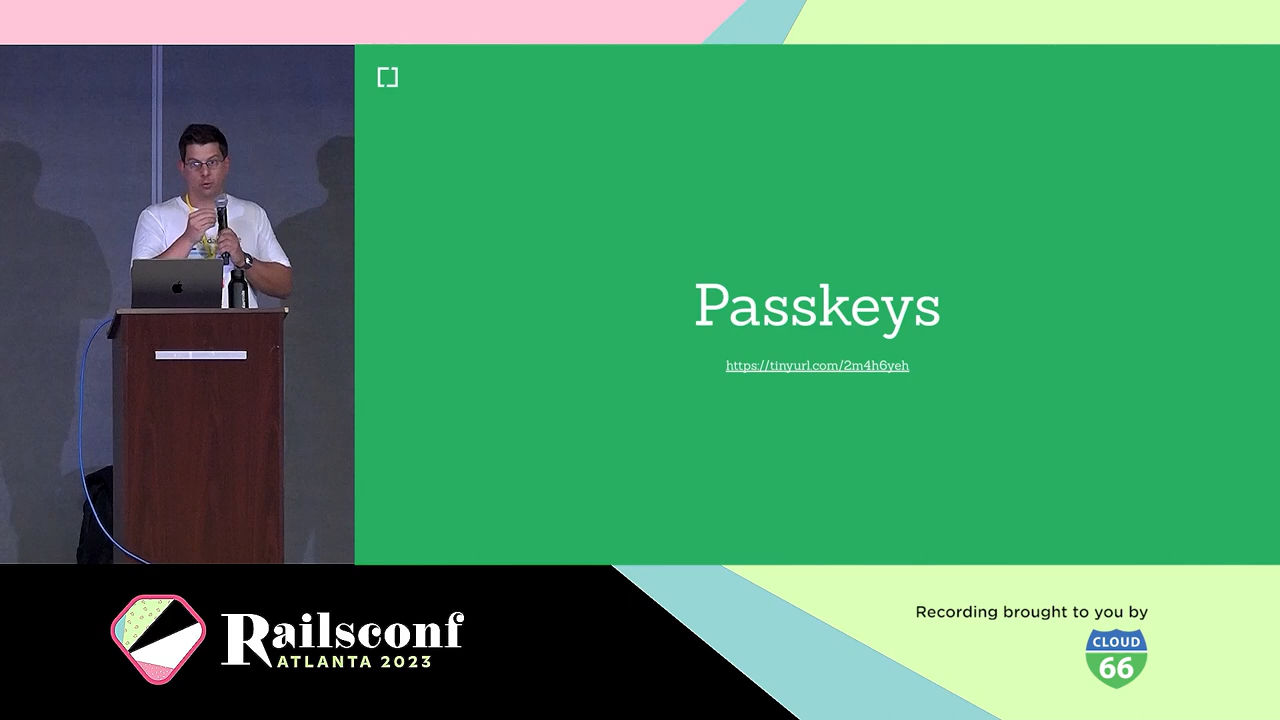 Passkeys
https://tinyurl.com/2m4h6yeh
Railsconf
ATLANTA 2023
Recording brought to you by
CLOUD
66